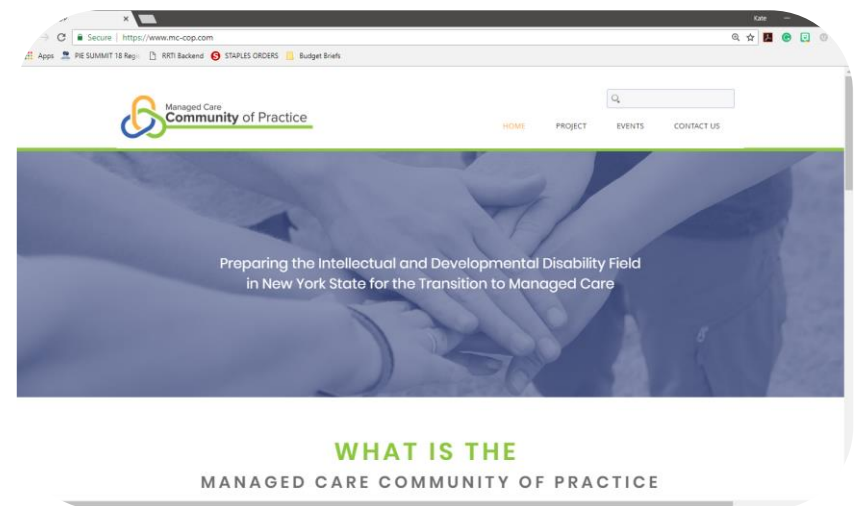 Kate
Secure | https://www.mc-cop.com
Apps PIE SUMMIT 18 Regi RRTI Backend STAPLES ORDERS Budget Briefs
Managed Care
Community of Practice
HOME PROJECT EVENTS CONTACT US
Preparing the Intellectual and Developmental Disability Field
in New York State for the Transition to Managed Care
WHAT IS THE
MANAGED CARE COMMUNITY OF PRACTICE